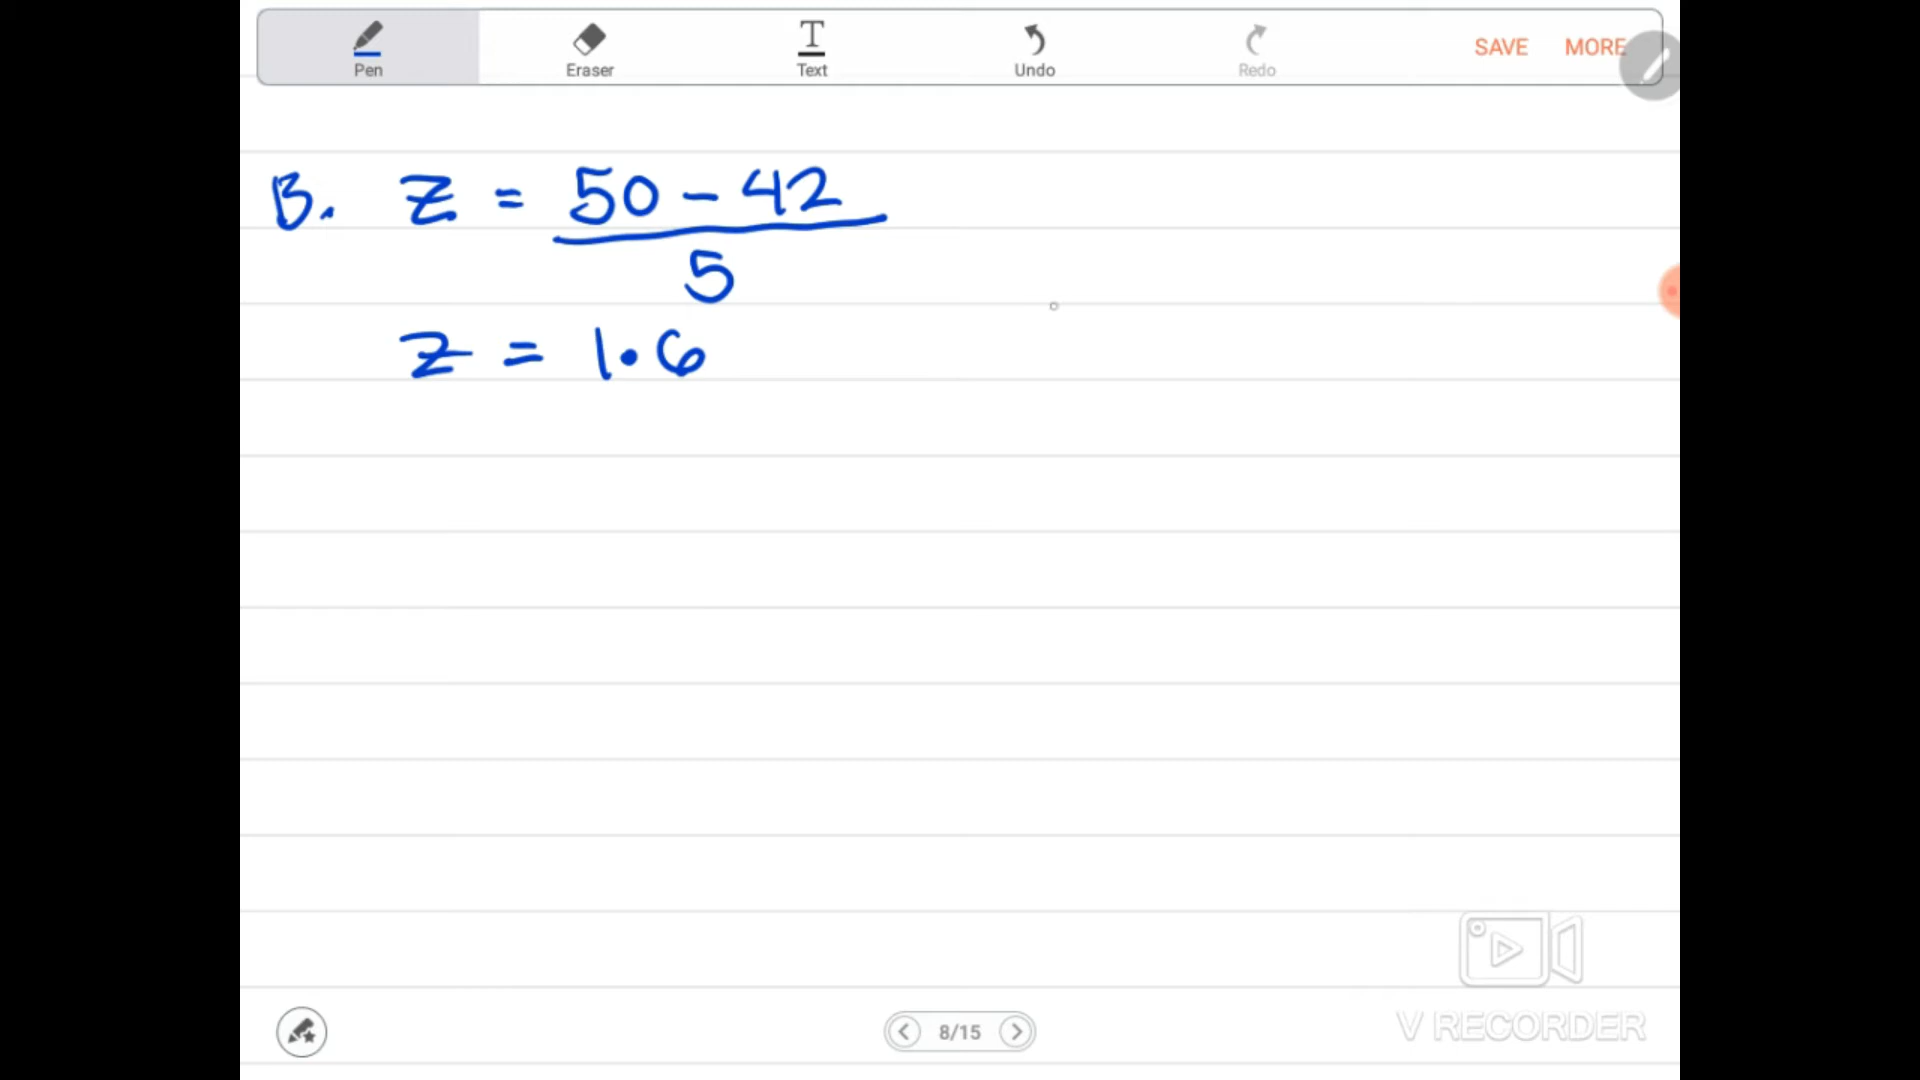 Pen Eraser Text Undo Redo SAVE MORE
B. Z = 50 - 42
5
Z = 1.6
8/15
V RECORDER